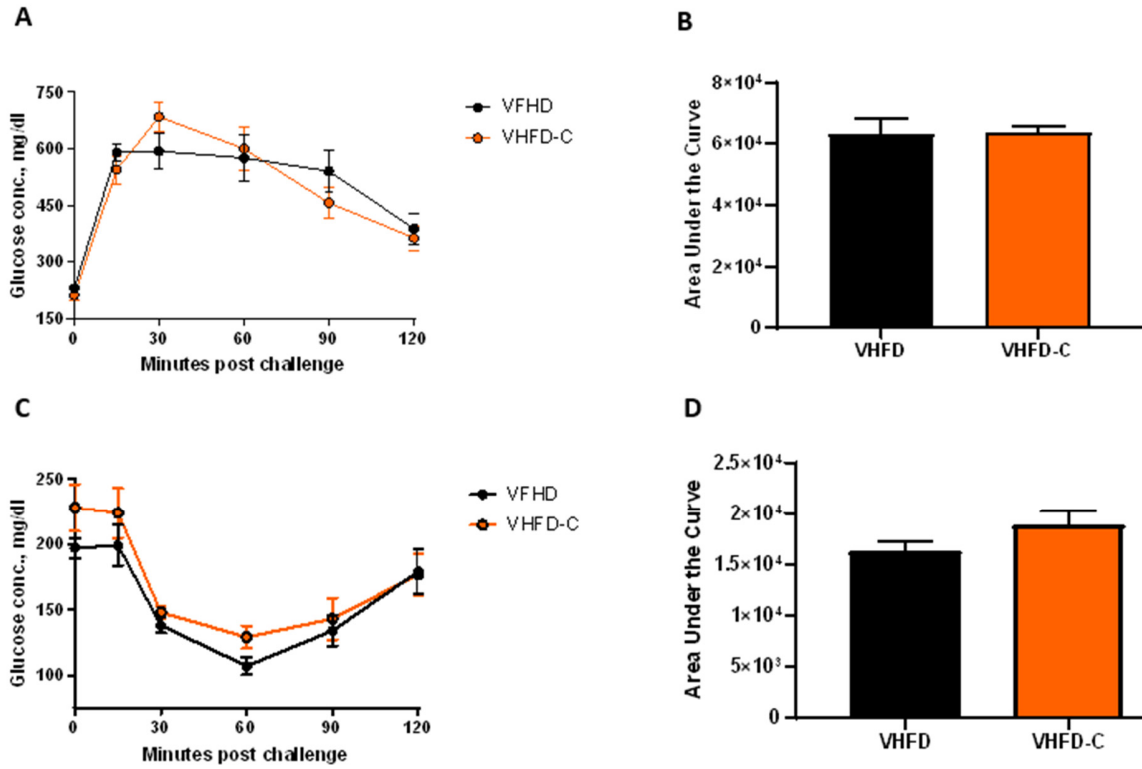 A
Glucose conc., mg/dl
750
600
450
300
150
0
30
60
90
120
Minutes post challenge
VFHD
VHFD-C
B
Area Under the Curve
8×10⁴
6×10⁴
4×10⁴
2×10⁴
0
VHFD
VHFD-C
C
Glucose conc., mg/dl
250
200
150
100
0
30
60
90
120
Minutes post challenge
VFHD
VHFD-C
D
Area Under the Curve
2.5×10⁴
2×10⁴
1.5×10⁴
1×10⁴
5×10³
0
VHFD
VHFD-C